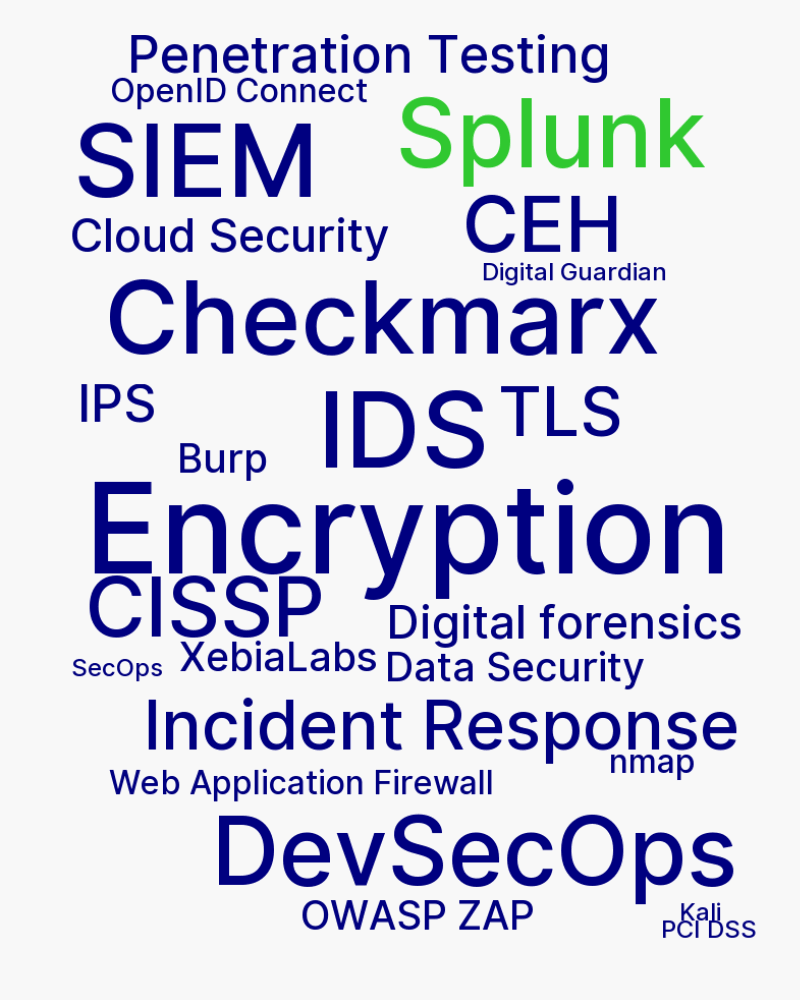 Penetration Testing
OpenID Connect
Splunk
SIEM
CEH
Cloud Security
Digital Guardian
Checkmarx
IPS
IDS
TLS
Burp
Encryption
CISSP
Digital forensics
XebiaLabs
SecOps
Data Security
Incident Response
nmap
Web Application Firewall
DevSecOps
OWASP ZAP
Kali
PCI DSS